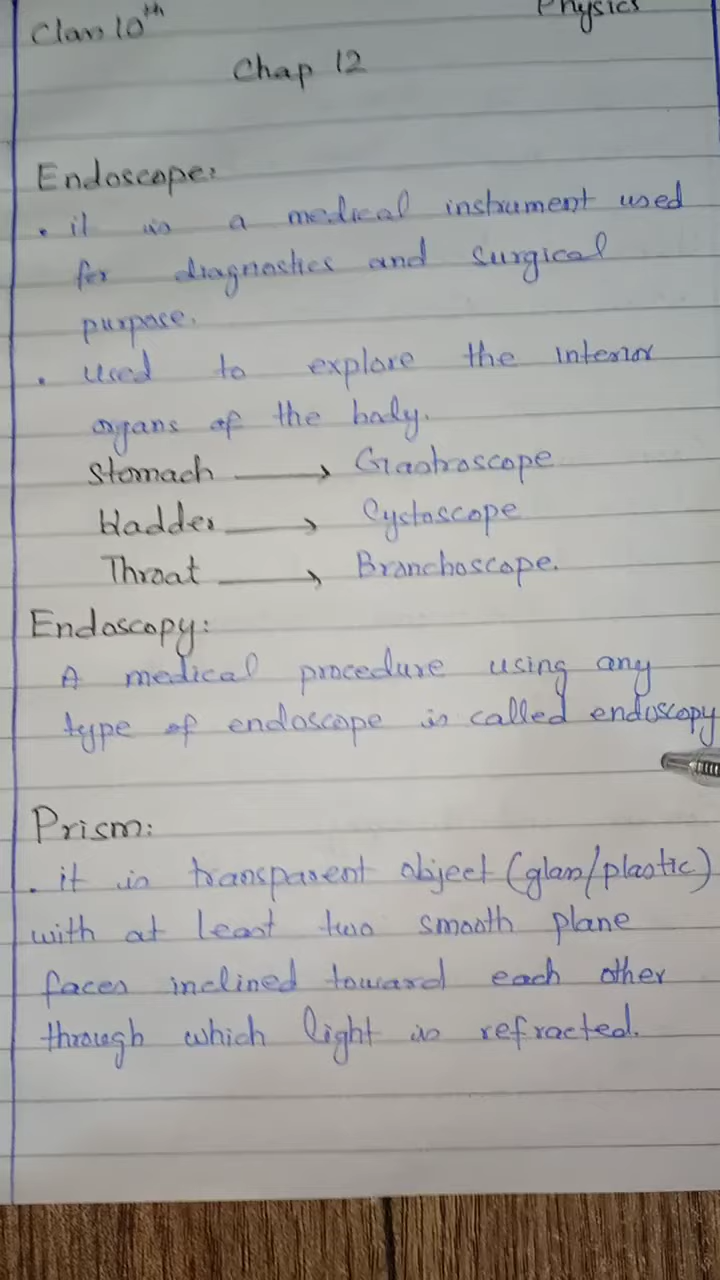 Class 10th Physics
Chap 12
Endoscope:
. it is a medical instrument used
for diagnostics and surgical
purpose.
. used to explore the interior
organs of the body.
Stomach → Gastroscope
bladder → Cystoscope
Throat → Bronchoscope.
Endoscopy:
A medical procedure using any
type of endoscope is called endoscopy
Prism:
. it is transparent object (glass/plastic)
with at least two smooth plane
faces inclined toward each other
through which light is refracted.